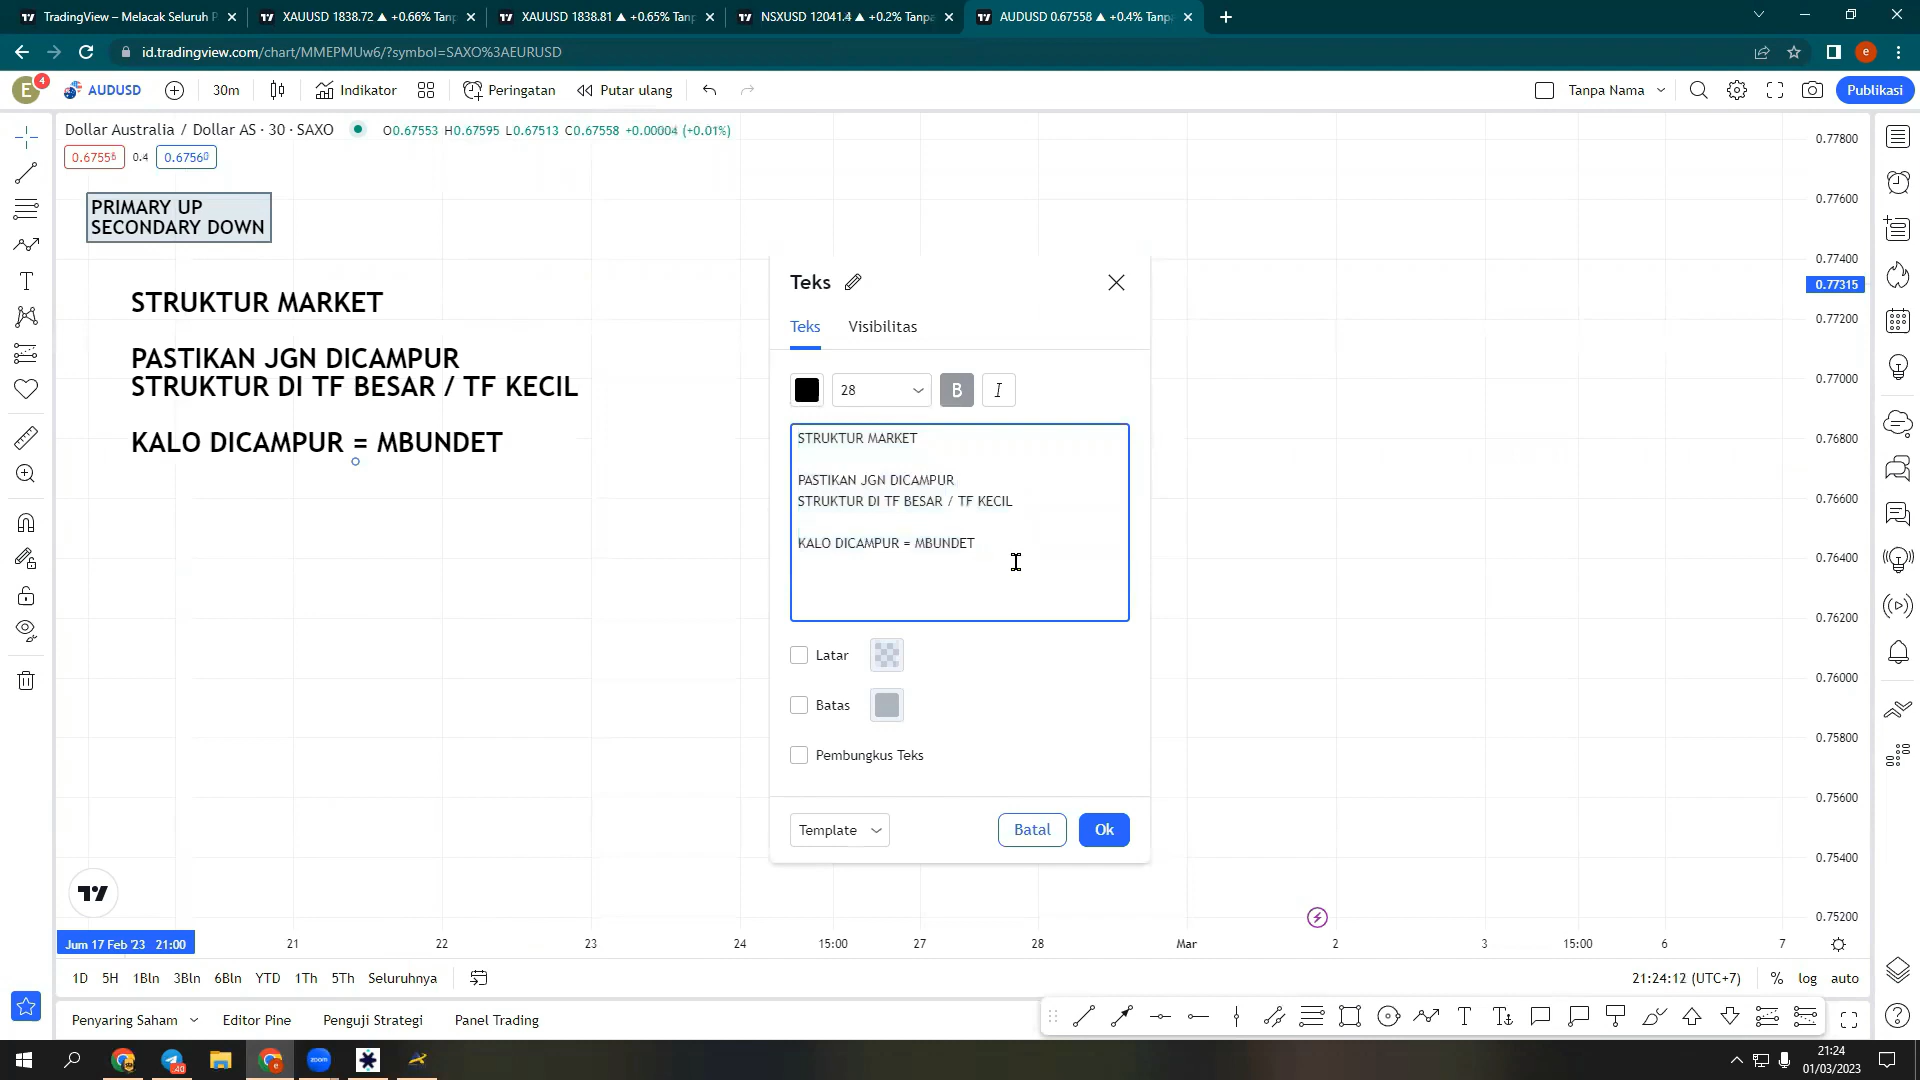 TradingView – Melacak Seluruh P
XAUUSD 1838.72 ▲ +0.66% Tanp
XAUUSD 1838.81 ▲ +0.65% Tanp
NSXUSD 12041.4 ▲ +0.2% Tanpa
AUDUSD 0.67558 ▲ +0.4% Tanpa
id.tradingview.com/chart/MMEPMUw6/?symbol=SAXO%3AEURUSD
e
E
4
AUDUSD
30m
Indikator
Peringatan
Putar ulang
Tanpa Nama
Publikasi
Dollar Australia / Dollar AS · 30 · SAXO
O0.67553 H0.67595 L0.67513 C0.67558 +0.00004 (+0.01%)
0.67556
0.4
0.67560
PRIMARY UP
SECONDARY DOWN
STRUKTUR MARKET
PASTIKAN JGN DICAMPUR
STRUKTUR DI TF BESAR / TF KECIL
KALO DICAMPUR = MBUNDET
Teks
Teks
Visibilitas
28
B
I
STRUKTUR MARKET
PASTIKAN JGN DICAMPUR
STRUKTUR DI TF BESAR / TF KECIL
KALO DICAMPUR = MBUNDET
Latar
Batas
Pembungkus Teks
Template
Batal
Ok
0.77800
0.77600
0.77400
0.77315
0.77200
0.77000
0.76800
0.76600
0.76400
0.76200
0.76000
0.75800
0.75600
0.75400
0.75200
Jum 17 Feb '23 21:00
21
22
23
24
15:00
27
28
Mar
2
3
15:00
6
7
1D
5H
1Bln
3Bln
6Bln
YTD
1Th
5Th
Seluruhnya
21:24:12 (UTC+7)
%
log
auto
Penyaring Saham
Editor Pine
Penguji Strategi
Panel Trading
zoom
21:24
01/03/2023